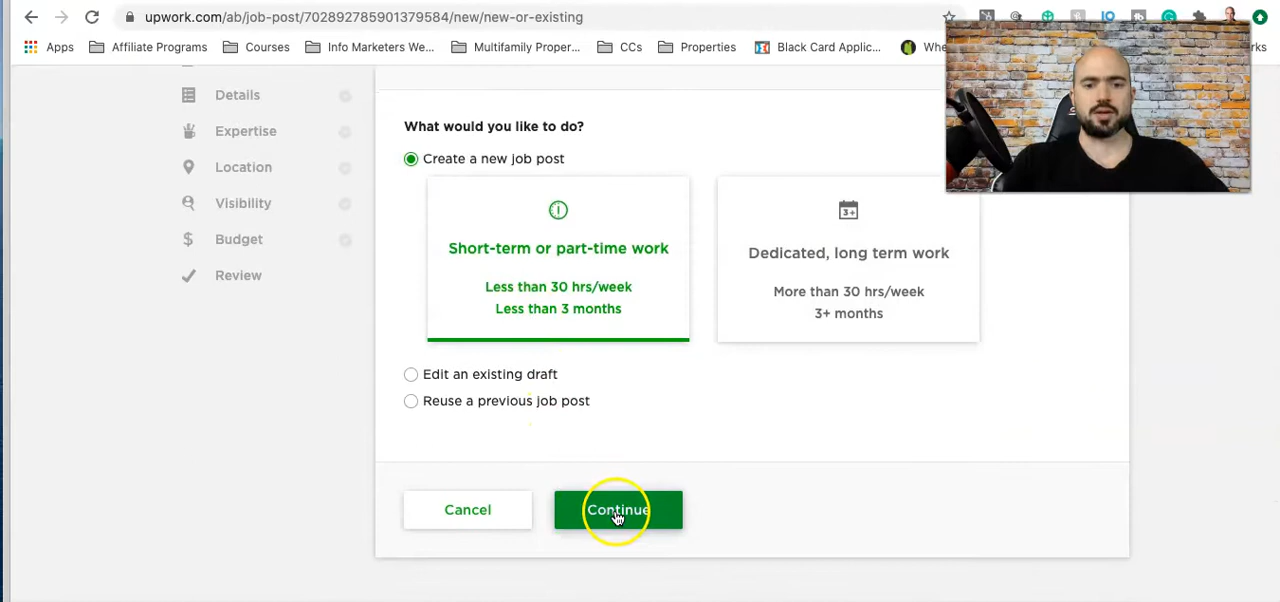 upwork.com/ab/job-post/702892785901379584/new/new-or-existing
Apps Affiliate Programs Courses Info Marketers We... Multifamily Proper... CCs Properties Black Card Applic...
Details
Expertise
Location
Visibility
Budget
Review
What would you like to do?
Create a new job post
Short-term or part-time work
Less than 30 hrs/week
Less than 3 months
3+
Dedicated, long term work
More than 30 hrs/week
3+ months
Edit an existing draft
Reuse a previous job post
Cancel
Continue